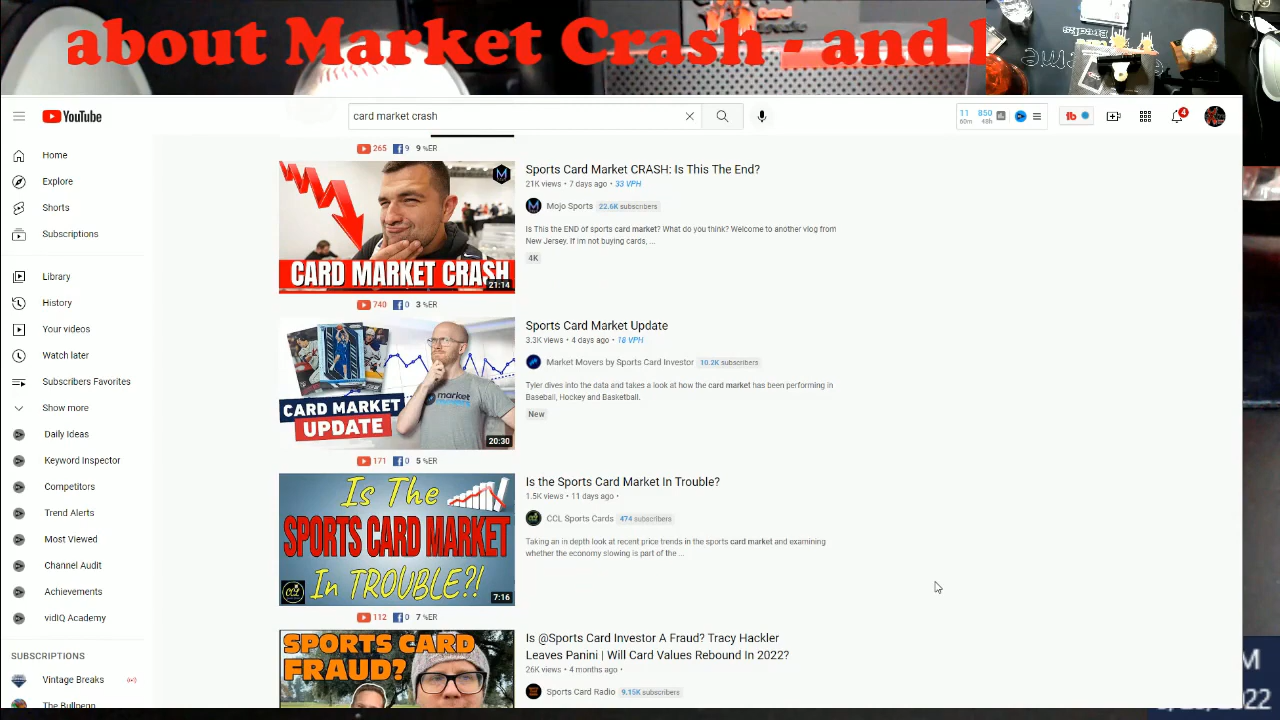 about Market Crash - and
YouTube
card market crash
11 850
60m 48h
4
Home
Explore
Shorts
Subscriptions
Library
History
Your videos
Watch later
Subscribers Favorites
Show more
Daily Ideas
Keyword Inspector
Competitors
Trend Alerts
Most Viewed
Channel Audit
Achievements
vidIQ Academy
SUBSCRIPTIONS
Vintage Breaks
The Bullpenn
265 9 9 %ER
CARD MARKET CRASH
21:14
Sports Card Market CRASH: Is This The End?
21K views • 7 days ago • 33 VPH
Mojo Sports 22.6K subscribers
Is This the END of sports card market? What do you think? Welcome to another vlog from
New Jersey. If im not buying cards, ...
4K
740 0 3 %ER
CARD MARKET
UPDATE
market
20:30
Sports Card Market Update
3.3K views • 4 days ago • 18 VPH
Market Movers by Sports Card Investor 10.2K subscribers
Tyler dives into the data and takes a look at how the card market has been performing in
Baseball, Hockey and Basketball.
New
171 0 5 %ER
Is The
SPORTS CARD MARKET
In TROUBLE?!
CCL
7:16
Is the Sports Card Market In Trouble?
1.5K views • 11 days ago •
CCL Sports Cards 474 subscribers
Taking an in depth look at recent price trends in the sports card market and examining
whether the economy slowing is part of the ...
112 0 7 %ER
SPORTS CARD
FRAUD?
Is @Sports Card Investor A Fraud? Tracy Hackler
Leaves Panini | Will Card Values Rebound In 2022?
26K views • 4 months ago •
Sports Card Radio 9.15K subscribers